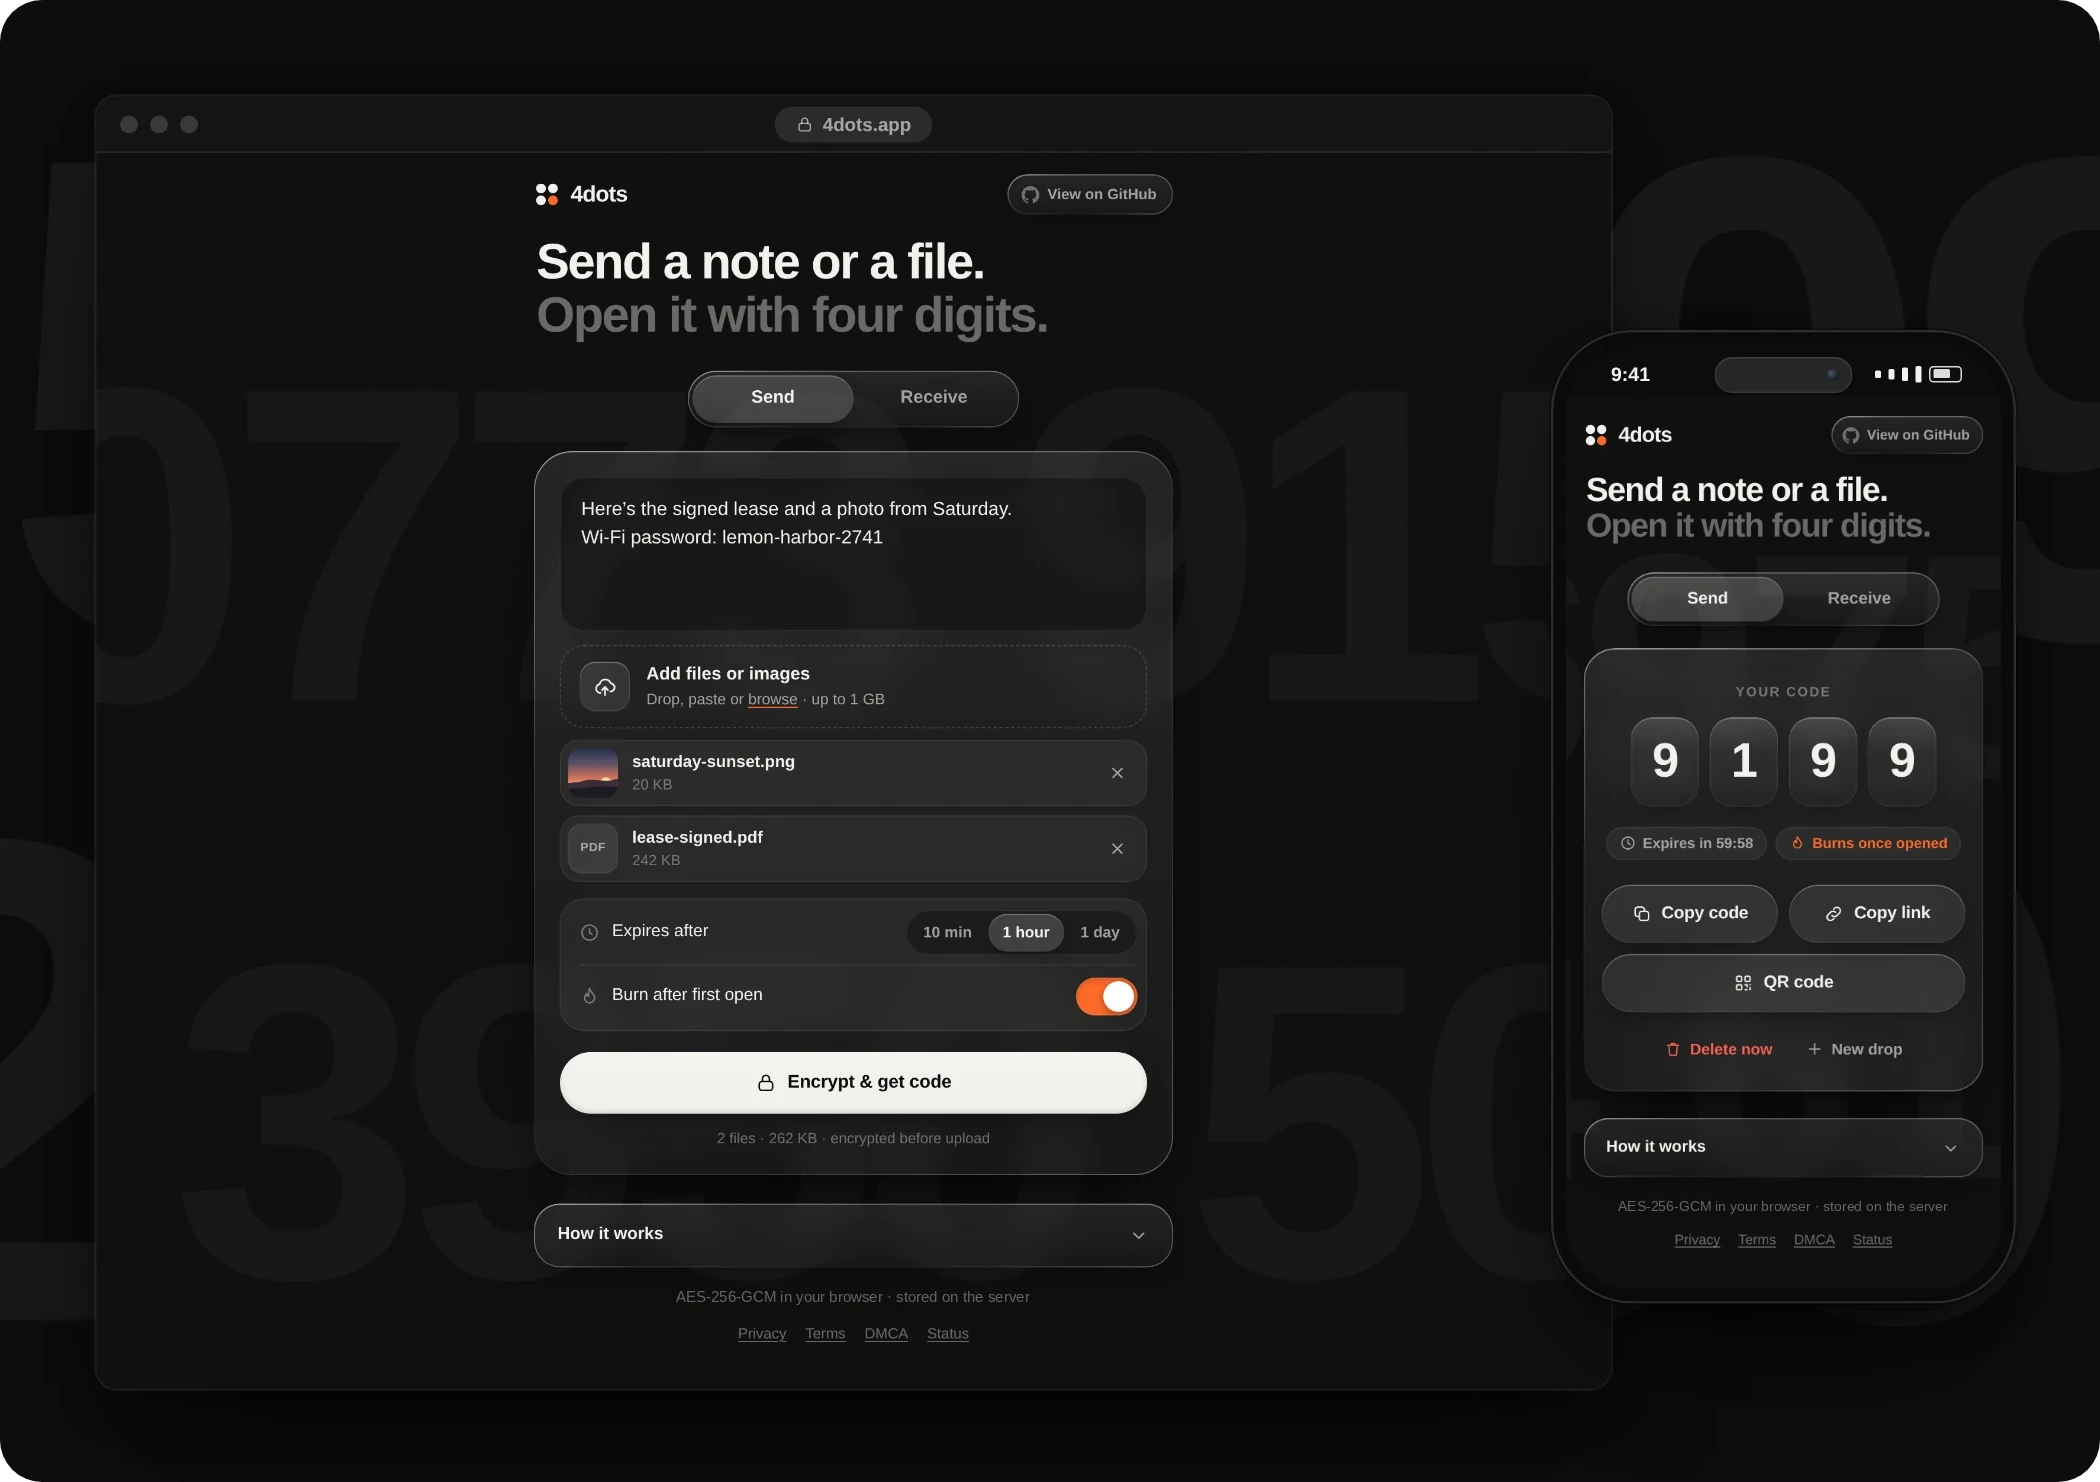 4dots.app
4dots
View on GitHub
Send a note or a file.
Open it with four digits.
Send Receive
Here’s the signed lease and a photo from Saturday.
Wi-Fi password: lemon-harbor-2741
Add files or images
Drop, paste or browse · up to 1 GB
saturday-sunset.png
20 KB
PDF
lease-signed.pdf
242 KB
Expires after
10 min 1 hour 1 day
Burn after first open
Encrypt & get code
2 files · 262 KB · encrypted before upload
How it works
AES-256-GCM in your browser · stored on the server
Privacy Terms DMCA Status
9:41
4dots
View on GitHub
Send a note or a file.
Open it with four digits.
Send Receive
YOUR CODE
9 1 9 9
Expires in 59:58
Burns once opened
Copy code
Copy link
QR code
Delete now
New drop
How it works
AES-256-GCM in your browser · stored on the server
Privacy Terms DMCA Status